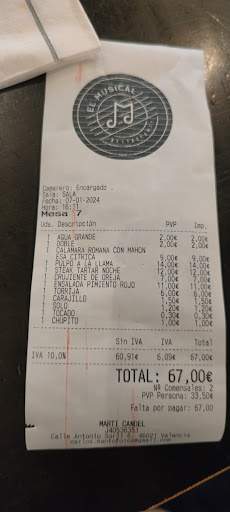 EL MUSICAL
Camarero: Encargado .
Sala: SALA
Fecha: 07-01-2024
Hora: 16:11
Mesa 7
Uds. Descripción PVP Imp.
1 AGUA GRANDE 2,00€ 2,00€
1 DOBLE 2,00€ 2,00€
1 CALAMARA.ROMANA CON MAHON
ESA CITRICA 9,00€ 9,00€
1 PULPO A LA LLAMA 14,00€ 14,00€
1 STEAK TARTAR NOCHE 12,00€ 12,00€
1 CRUJIENTE DE OREJA 7,00€ 7,00€
1 ENSALADA PIMIENTO ROJO 11,00€ 11,00€
1 TORRIJA 6,00€ 6,00€
1 CARAJILLO 1,50€ 1,50€
1 SOLO 1,20€ 1,20€
1 TOCADO 0,30€ 0,30€
1 CHUPITO 1,00€ 1,00€
Sin IVA IVA Total
IVA 10,0% 60,91€ 6,09€ 67,00€
TOTAL: 67,00€
Nº Comensales: 2
PVP Persona: 33,50€
Falta por pagar: 67,00
MARTI CANDEL
Calle Antonio 46021 Valencia